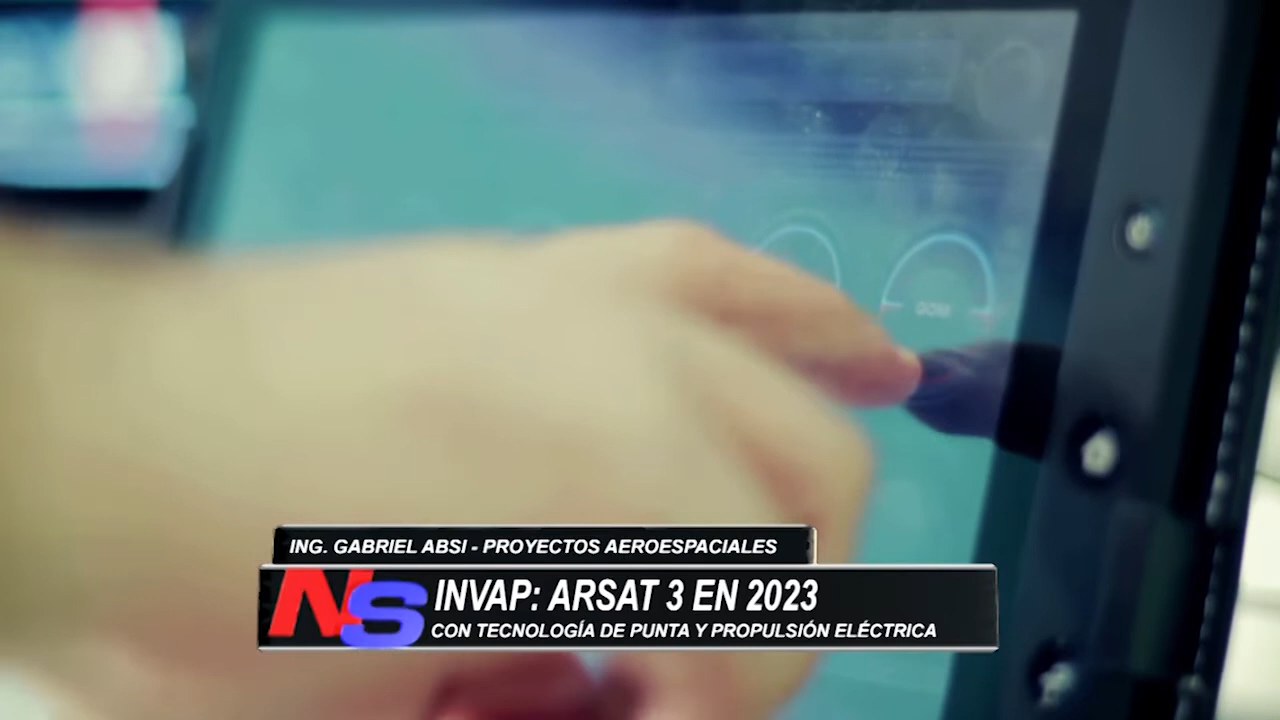 ING. GABRIEL ABSI - PROYECTOS AEROESPACIALES
NS INVAP: ARSAT 3 EN 2023
CON TECNOLOGÍA DE PUNTA Y PROPULSIÓN ELÉCTRICA